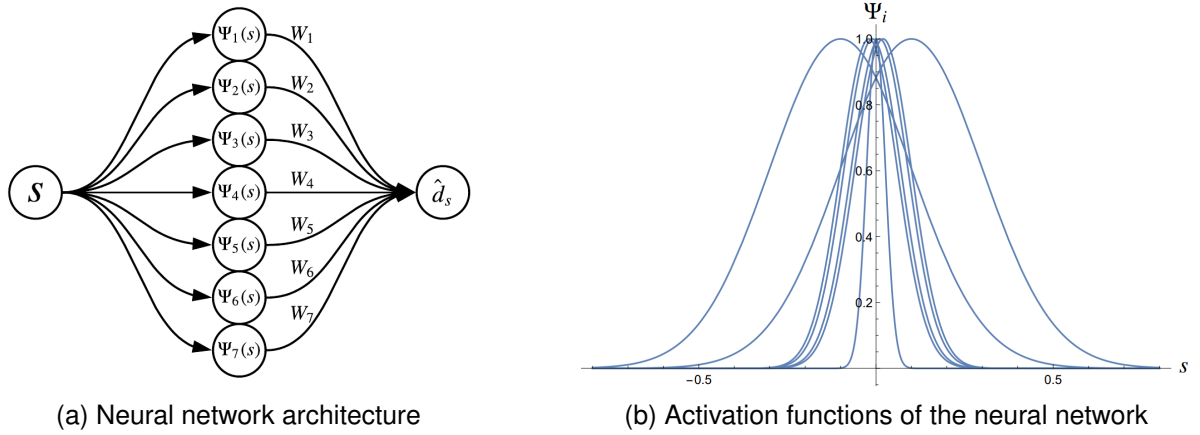 S
Ψ₁(s)
Ψ₂(s)
Ψ₃(s)
Ψ₄(s)
Ψ₅(s)
Ψ₆(s)
Ψ₇(s)
W₁
W₂
W₃
W₄
W₅
W₆
W₇
d̂ₛ
(a) Neural network architecture
Ψᵢ
1.0
0.8
0.6
0.4
0.2
−0.5
0.5
s
(b) Activation functions of the neural network